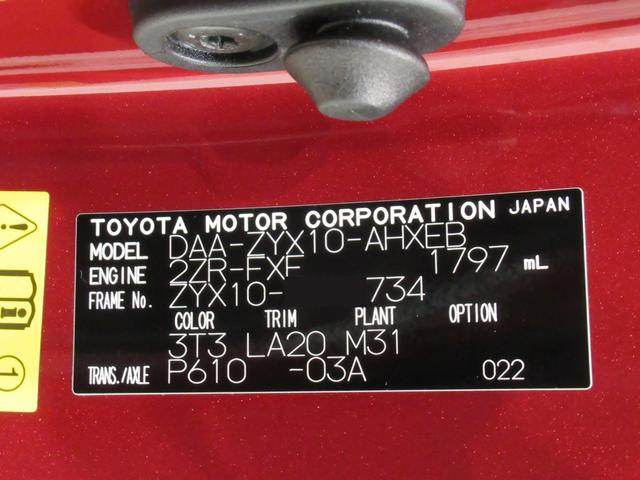 TOYOTA MOTOR CORPORATION JAPAN
MODEL DAA-ZYX10-AHXEB
ENGINE 2ZR-FXF 1797 mL
FRAME No. ZYX10- 734
COLOR TRIM PLANT OPTION
3T3 LA20 M31
TRANS./AXLE P610 -03A 022
!
i
1